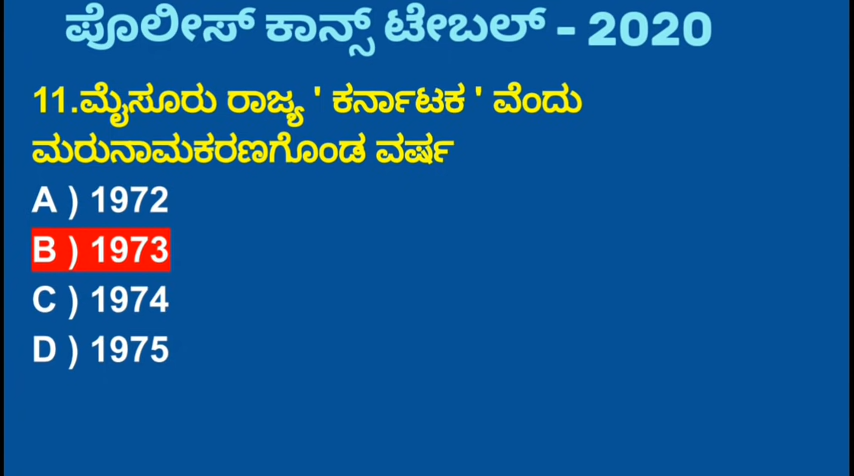 ಪೊಲೀಸ್ ಕಾನ್ಸ್ ಟೇಬಲ್ - 2020
11.ಮೈಸೂರು ರಾಜ್ಯ ' ಕರ್ನಾಟಕ ' ವೆಂದು
ಮರುನಾಮಕರಣಗೊಂಡ ವರ್ಷ
A ) 1972
B ) 1973
C ) 1974
D ) 1975